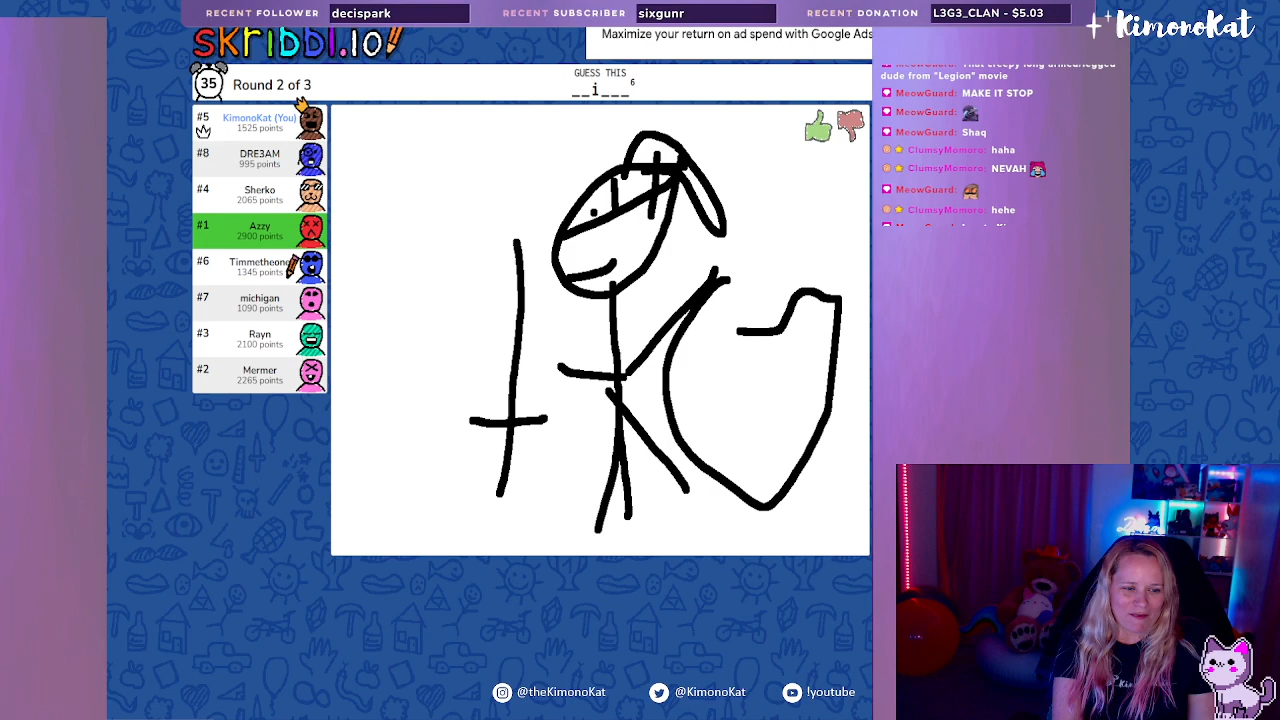 RECENT FOLLOWER decispark RECENT SUBSCRIBER sixgunr RECENT DONATION L3G3_CLAN - $5.03
KimonoKat
skribbl.io
Maximize your return on ad spend with Google Ads
35 Round 2 of 3
GUESS THIS
__i___ 6
#5 KimonoKat (You)
1525 points
#8 DRE3AM
995 points
#4 Sherko
2065 points
#1 Azzy
2900 points
#6 Timmetheong
1345 points
#7 michigan
1090 points
#3 Rayn
2100 points
#2 Mermer
2265 points
MeowGuard: That creepy long armed/legged
dude from "Legion" movie
MeowGuard: MAKE IT STOP
MeowGuard:
MeowGuard: Shaq
ClumsyMomoro: haha
ClumsyMomoro: NEVAH
MeowGuard:
ClumsyMomoro: hehe
@theKimonoKat @KimonoKat !youtube